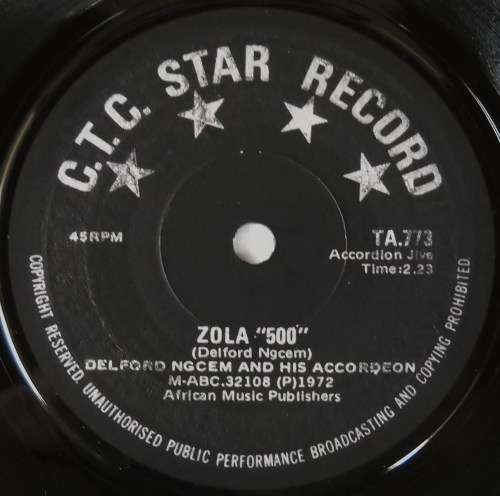 C.T.C. STAR RECORD
45RPM
TA.773
Accordion Jive
Time:2.23
ZOLA "500"
(Delford Ngcem)
DELFORD NGCEM AND HIS ACCORDEON
M-ABC.32108 (P)1972
African Music Publishers
COPYRIGHT RESERVED. UNAUTHORISED PUBLIC PERFORMANCE BROADCASTING AND COPYING PROHIBITED